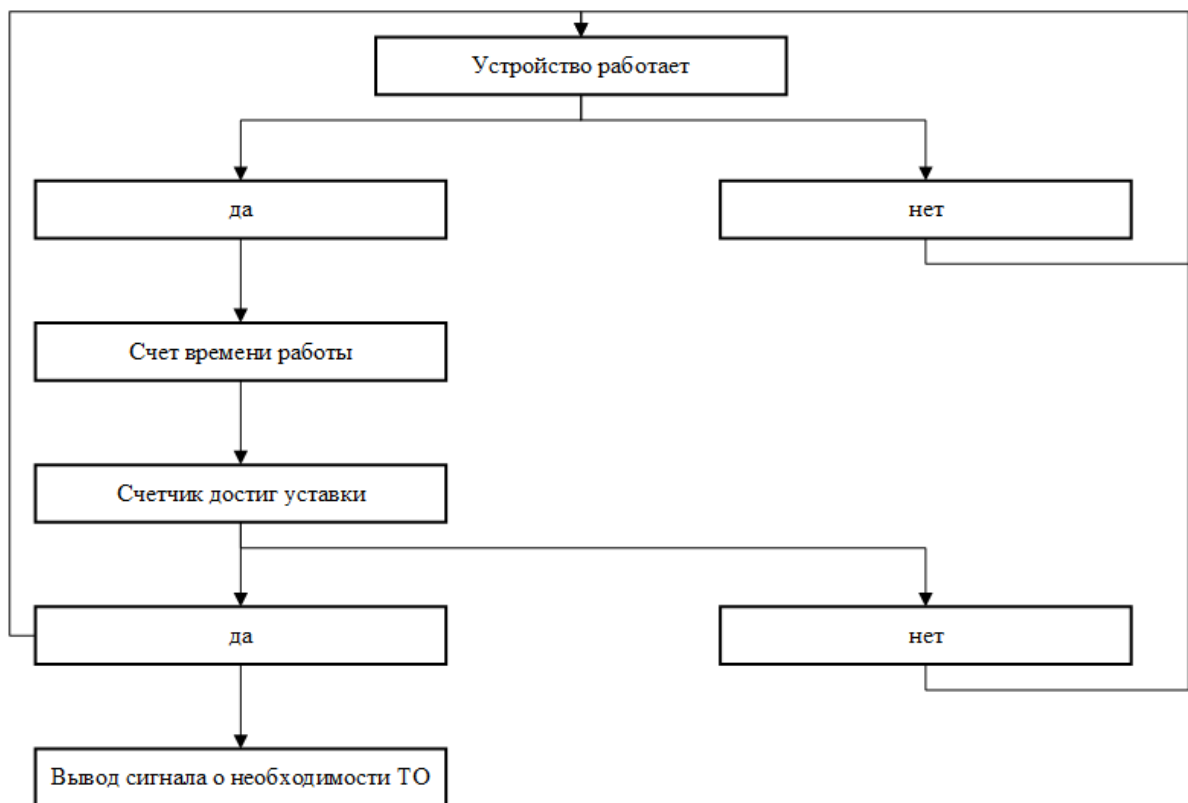 Устройство работает
да
нет
Счет времени работы
Счетчик достиг уставки
да
нет
Вывод сигнала о необходимости ТО